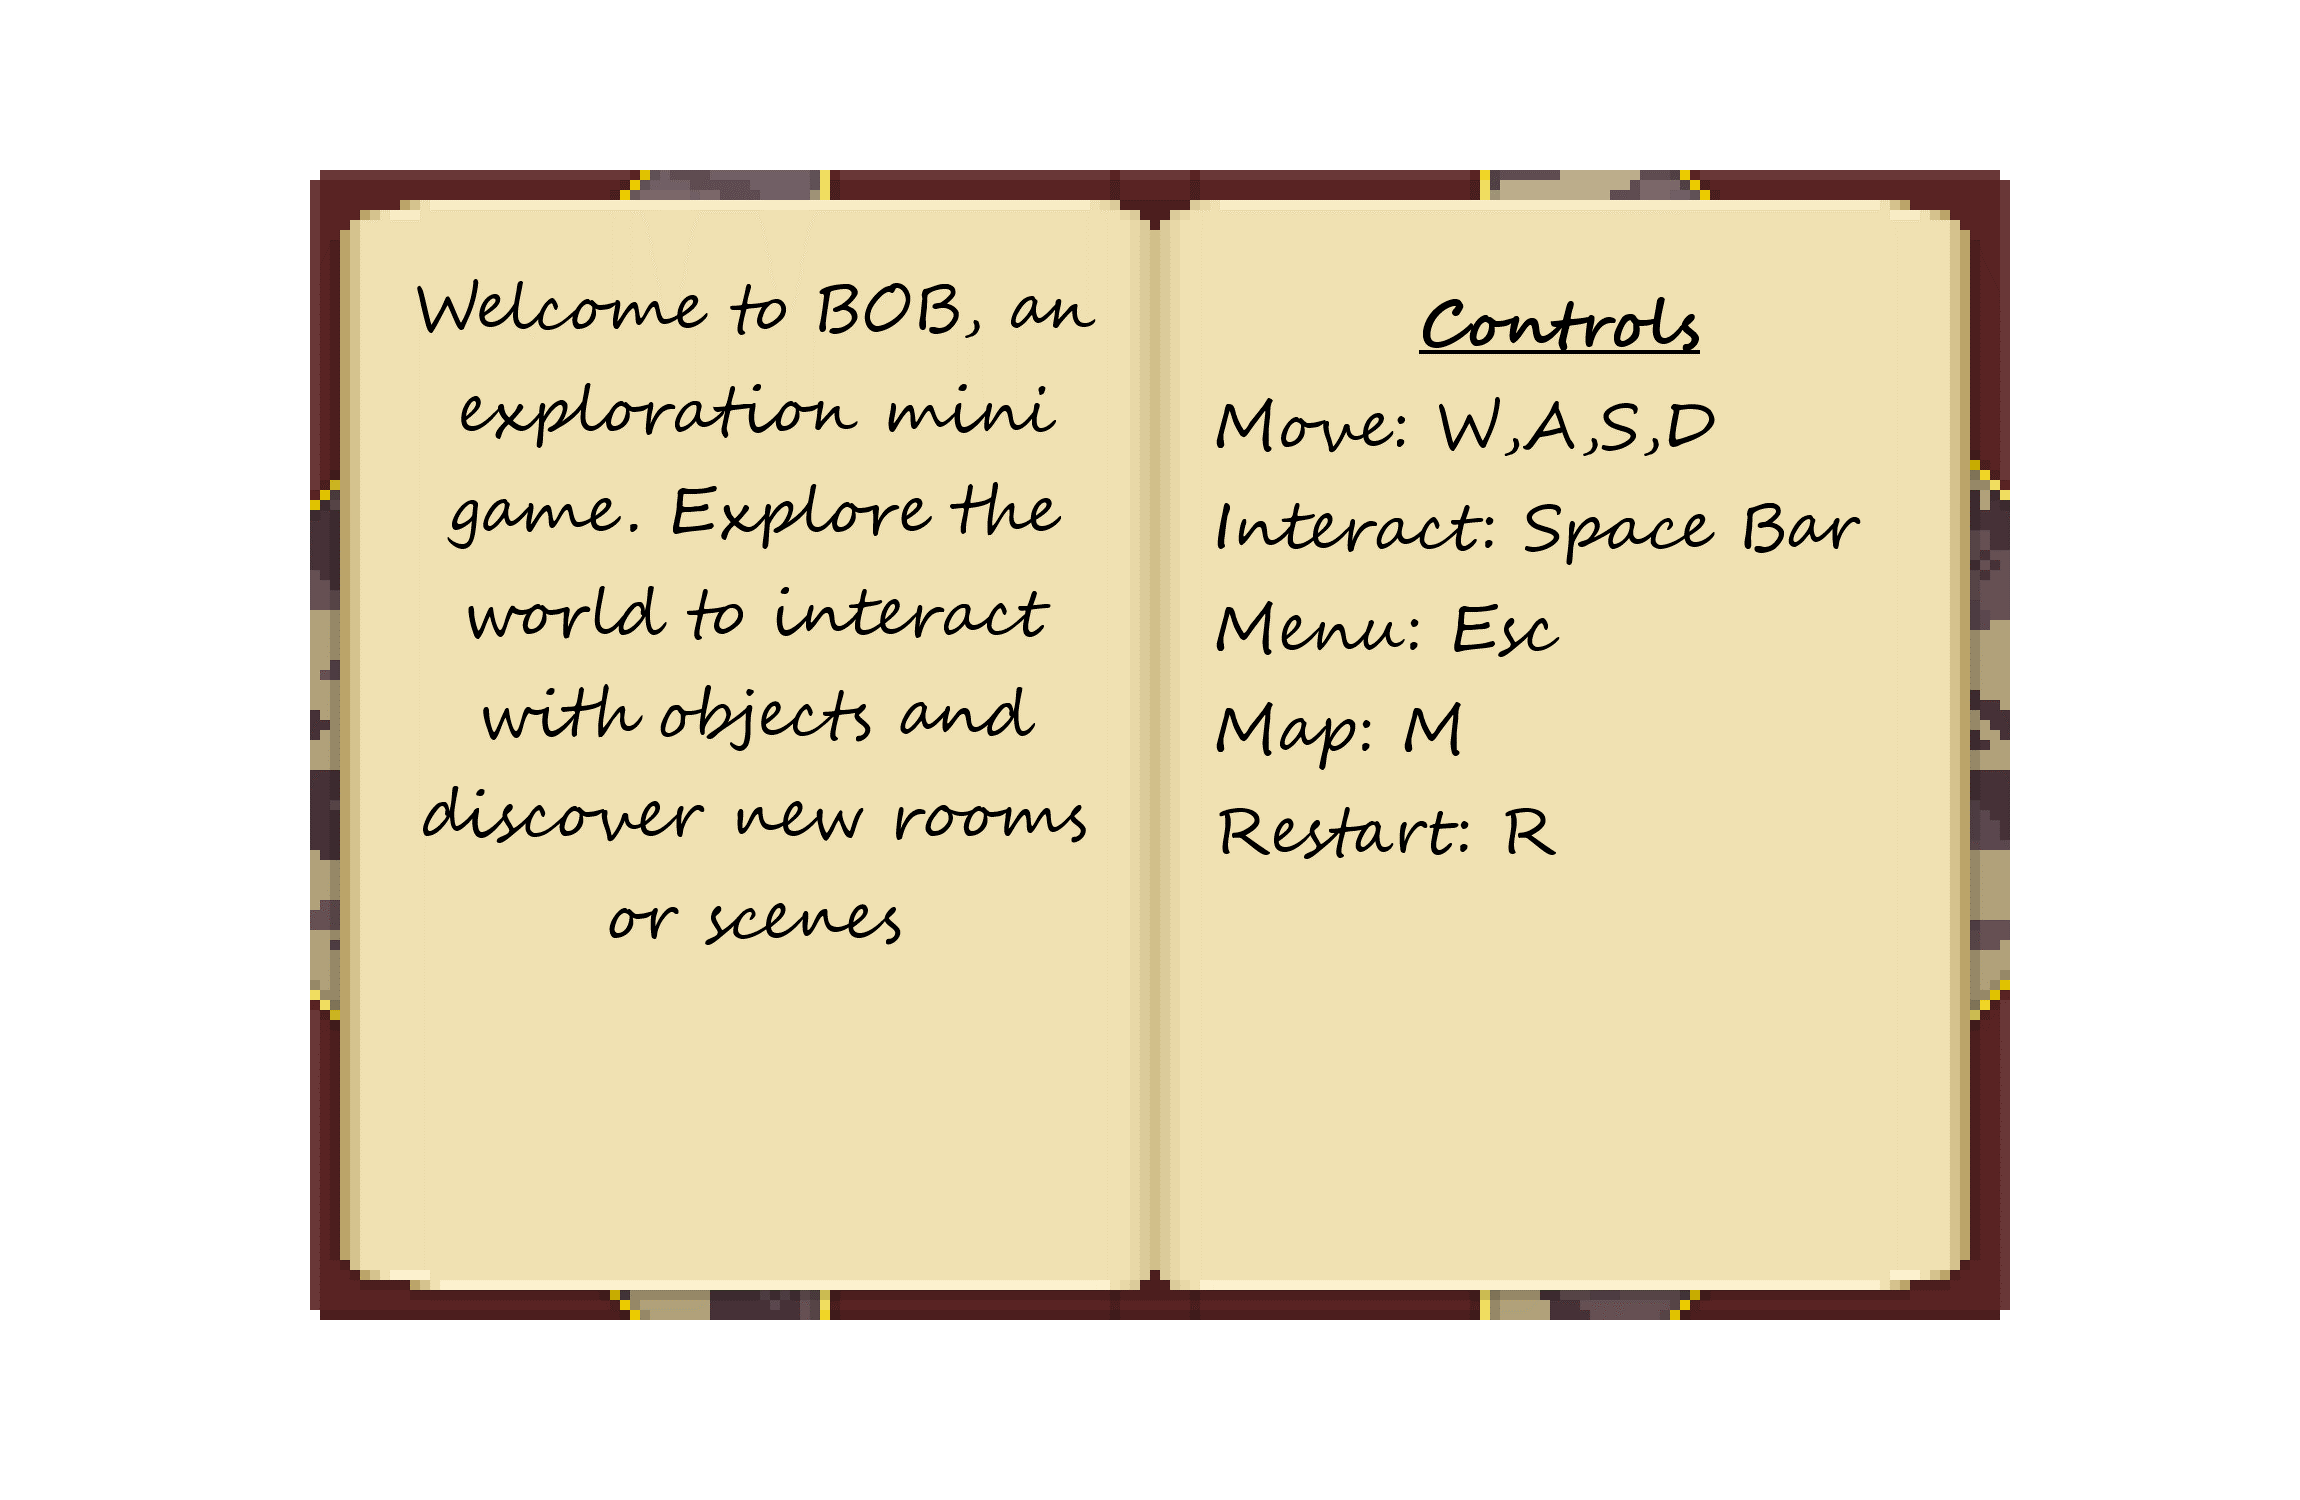 Welcome to BOB, an
exploration mini
game. Explore the
world to interact
with objects and
discover new rooms
or scenes
Controls
Move: W,A,S,D
Interact: Space Bar
Menu: Esc
Map: M
Restart: R